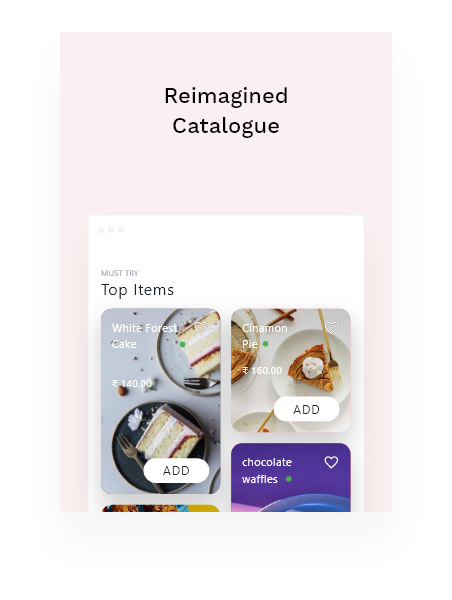 Reimagined
Catalogue
MUST TRY
Top Items
White Forest
Cake
₹ 140.00
ADD
Cinamon
Pie
₹ 160.00
ADD
chocolate
waffles